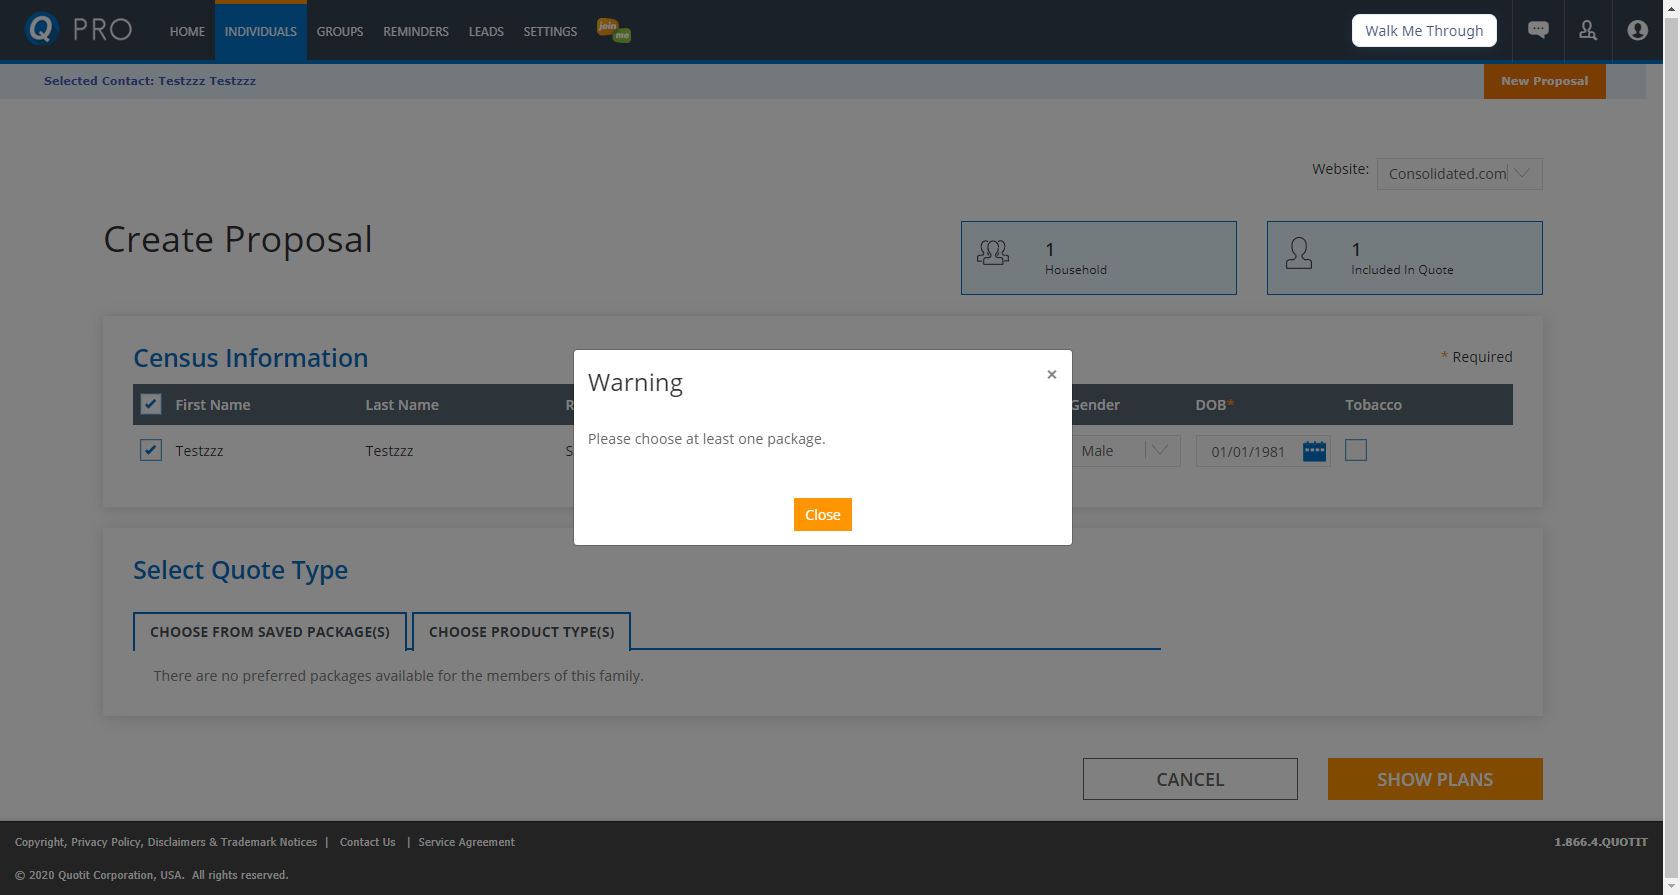 Q PRO
HOME INDIVIDUALS GROUPS REMINDERS LEADS SETTINGS join me
Walk Me Through
Selected Contact: Testzzz Testzzz
New Proposal
Website: Consolidated.com
Create Proposal
1
Household
1
Included In Quote
Census Information
* Required
First Name Last Name R Gender DOB* Tobacco
Testzzz Testzzz S Male 01/01/1981
Warning ×
Please choose at least one package.
Close
Select Quote Type
CHOOSE FROM SAVED PACKAGE(S) CHOOSE PRODUCT TYPE(S)
There are no preferred packages available for the members of this family.
CANCEL SHOW PLANS
Copyright, Privacy Policy, Disclaimers & Trademark Notices | Contact Us | Service Agreement
1.866.4.QUOTIT
© 2020 Quotit Corporation, USA. All rights reserved.